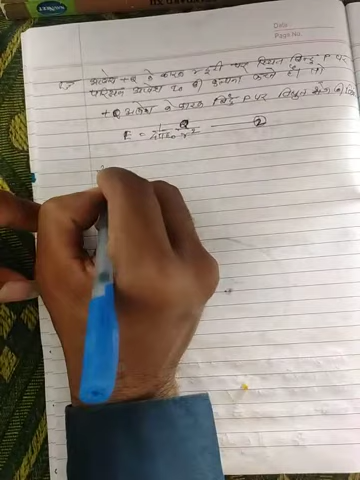 Date
Page No.
आवेश +Q के कारण r दूरी पर स्थित बिन्दु P पर
परिक्षण आवेश q₀ की कल्पना करते है।
+Q आवेश के कारण बिंदु P पर विधुत क्षेत्र
E = 1/4πε₀ Q/r² ——— ②